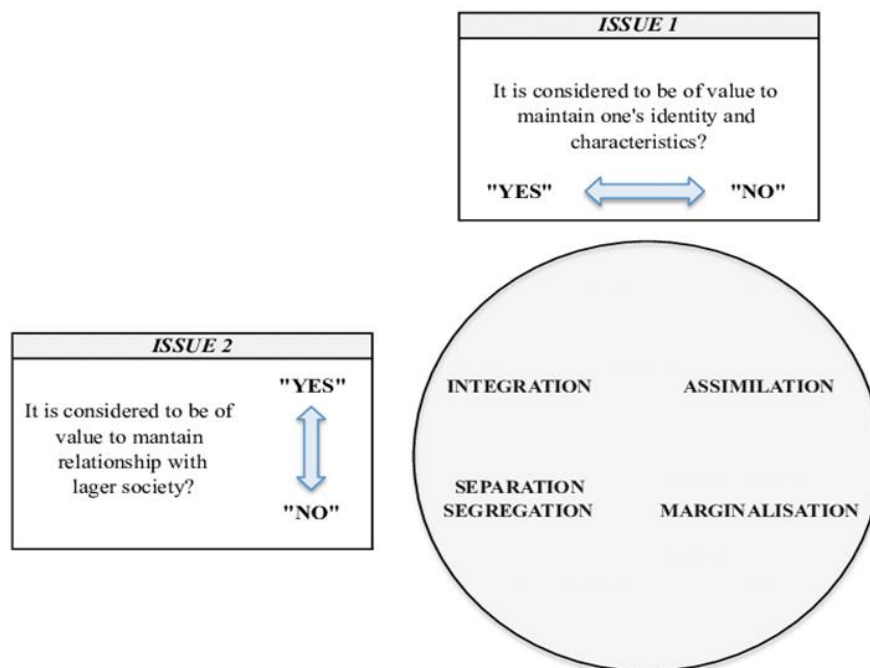 ISSUE 1
It is considered to be of value to
maintain one's identity and
characteristics?
"YES" "NO"
ISSUE 2
"YES"
It is considered to be of
value to mantain
relationship with
lager society?
"NO"
INTEGRATION ASSIMILATION
SEPARATION
SEGREGATION MARGINALISATION